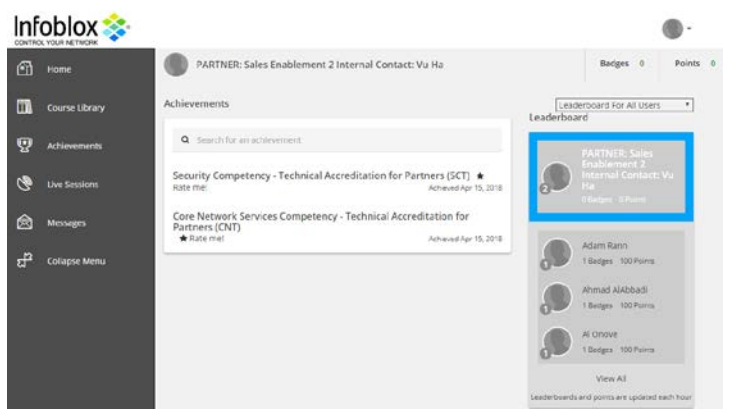 Infoblox
CONTROL YOUR NETWORK
Home
Course Library
Achievements
Live Sessions
Messages
Collapse Menu
PARTNER: Sales Enablement 2 Internal Contact: Vu Ha
Badges 0 Points 0
Achievements
Search for an achievement
Security Competency - Technical Accreditation for Partners (SCT) ★
Rate me! Achieved Apr 15, 2018
Core Network Services Competency - Technical Accreditation for
Partners (CNT)
★ Rate me! Achieved Apr 15, 2018
Leaderboard For All Users
Leaderboard
PARTNER: Sales
Enablement 2
Internal Contact: Vu
Ha
0 Badges 0 Points
2
Adam Rann
1 Badges 100 Points
1
Ahmad AlAbbadi
1 Badges 100 Points
1
Al Onove
1 Badges 100 Points
1
View All
Leaderboards and points are updated each hour